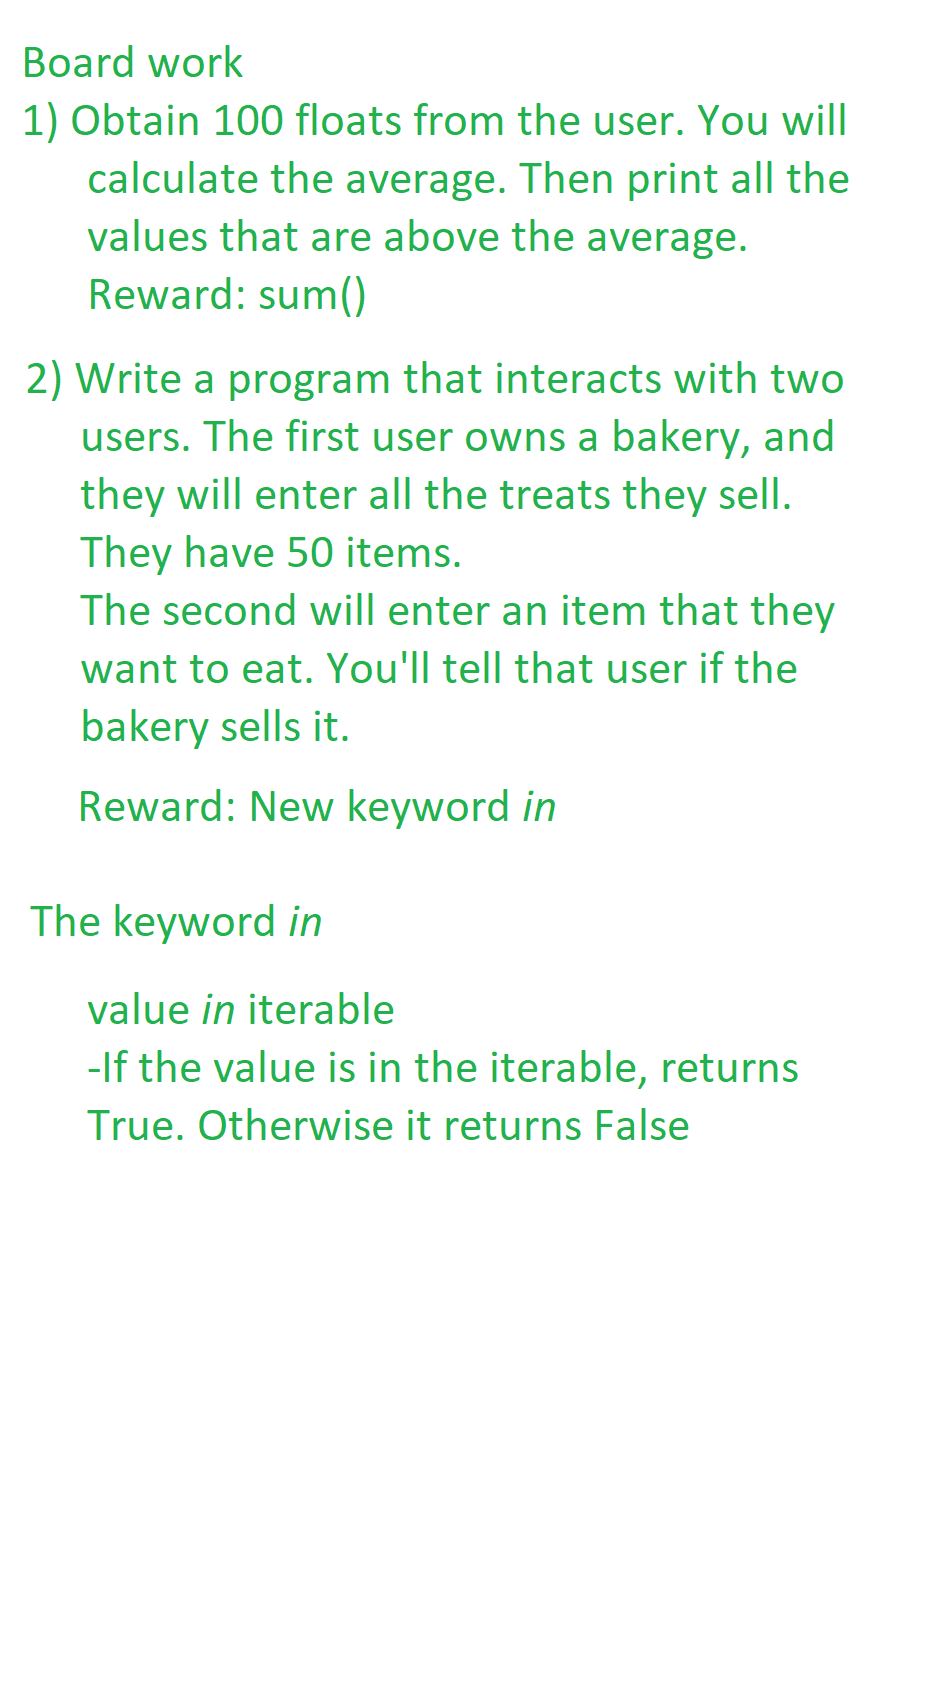 Board work
1) Obtain 100 floats from the user. You will
calculate the average. Then print all the
values that are above the average.
Reward: sum()
2) Write a program that interacts with two
users. The first user owns a bakery, and
they will enter all the treats they sell.
They have 50 items.
The second will enter an item that they
want to eat. You'll tell that user if the
bakery sells it.
Reward: New keyword in
The keyword in
value in iterable
-If the value is in the iterable, returns
True. Otherwise it returns False